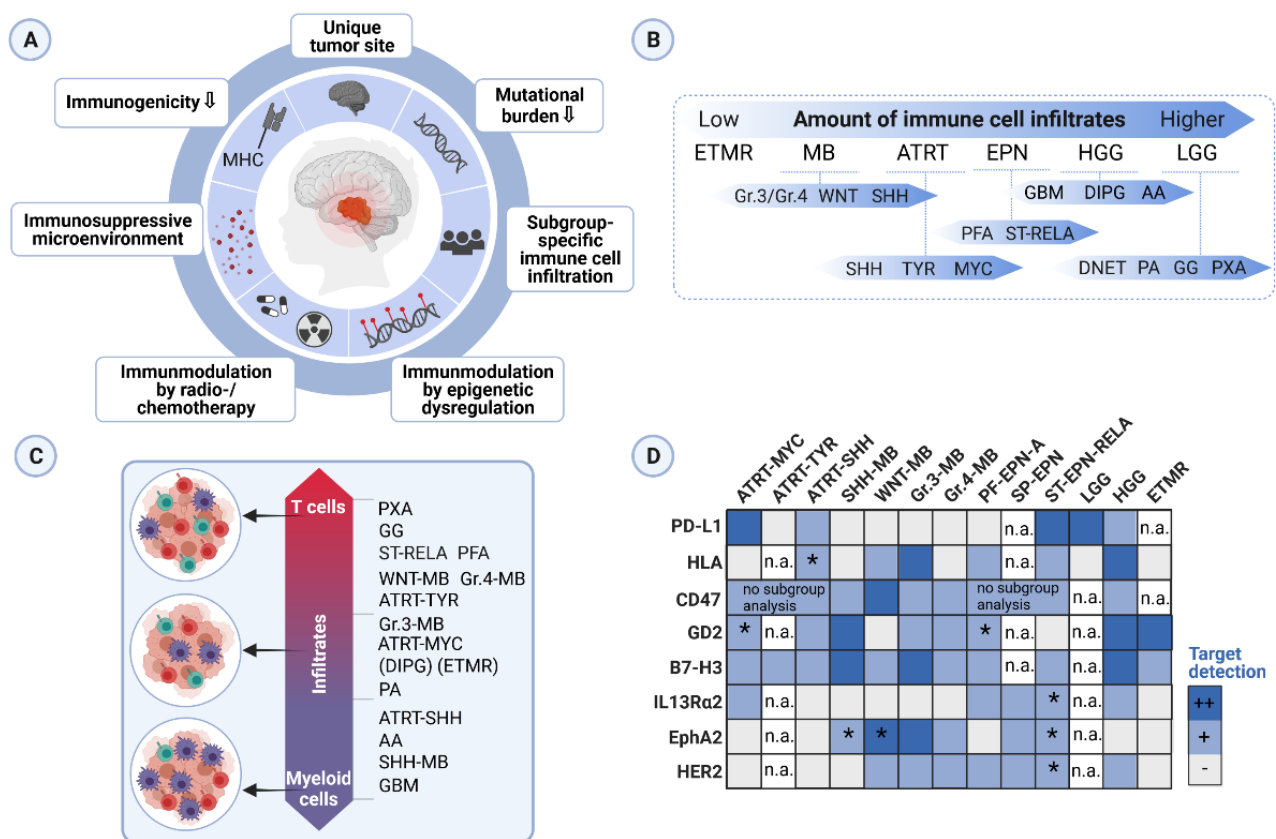 A
Unique
tumor site
Immunogenicity ⇩
Mutational
burden ⇩
MHC
Immunosuppressive
microenvironment
Subgroup-
specific
immune cell
infiltration
Immunmodulation
by radio-/
chemotherapy
Immunmodulation
by epigenetic
dysregulation
B
Low Amount of immune cell infiltrates Higher
ETMR MB ATRT EPN HGG LGG
Gr.3/Gr.4 WNT SHH
GBM DIPG AA
PFA ST-RELA
SHH TYR MYC
DNET PA GG PXA
C
T cells
Infiltrates
Myeloid
cells
PXA
GG
ST-RELA PFA
WNT-MB Gr.4-MB
ATRT-TYR
Gr.3-MB
ATRT-MYC
(DIPG) (ETMR)
PA
ATRT-SHH
AA
SHH-MB
GBM
D
ATRT-MYC
ATRT-TYR
ATRT-SHH
SHH-MB
WNT-MB
Gr.3-MB
Gr.4-MB
PF-EPN-A
SP-EPN
ST-EPN-RELA
LGG
HGG
ETMR
PD-L1 n.a. n.a.
HLA n.a. * n.a.
CD47 no subgroup analysis no subgroup analysis n.a. n.a.
GD2 * n.a. * n.a. n.a.
B7-H3 n.a. n.a.
IL13Rα2 n.a. * n.a.
EphA2 n.a. * * * n.a.
HER2 n.a. * n.a.
Target
detection
++
+
-